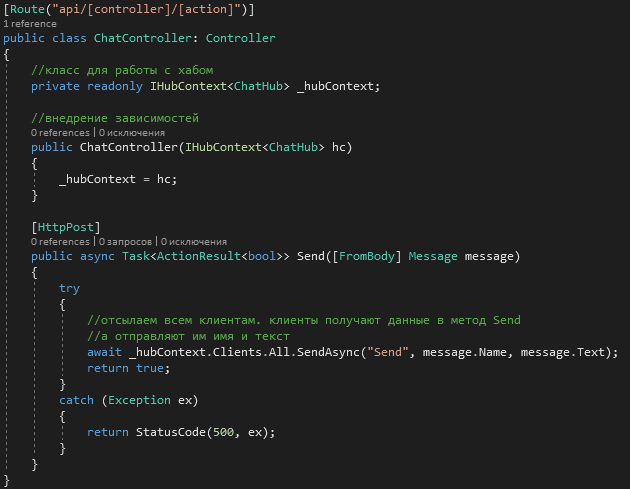 [Route("api/[controller]/[action]")]
1 reference
public class ChatController: Controller
{
//класс для работы с хабом
private readonly IHubContext<ChatHub> _hubContext;
//внедрение зависимостей
0 references | 0 исключения
public ChatController(IHubContext<ChatHub> hc)
{
_hubContext = hc;
}
[HttpPost]
0 references | 0 запросов | 0 исключения
public async Task<ActionResult<bool>> Send([FromBody] Message message)
{
try
{
//отсылаем всем клиентам. клиенты получают данные в метод Send
//а отправляют им имя и текст
await _hubContext.Clients.All.SendAsync("Send", message.Name, message.Text);
return true;
}
catch (Exception ex)
{
return StatusCode(500, ex);
}
}
}